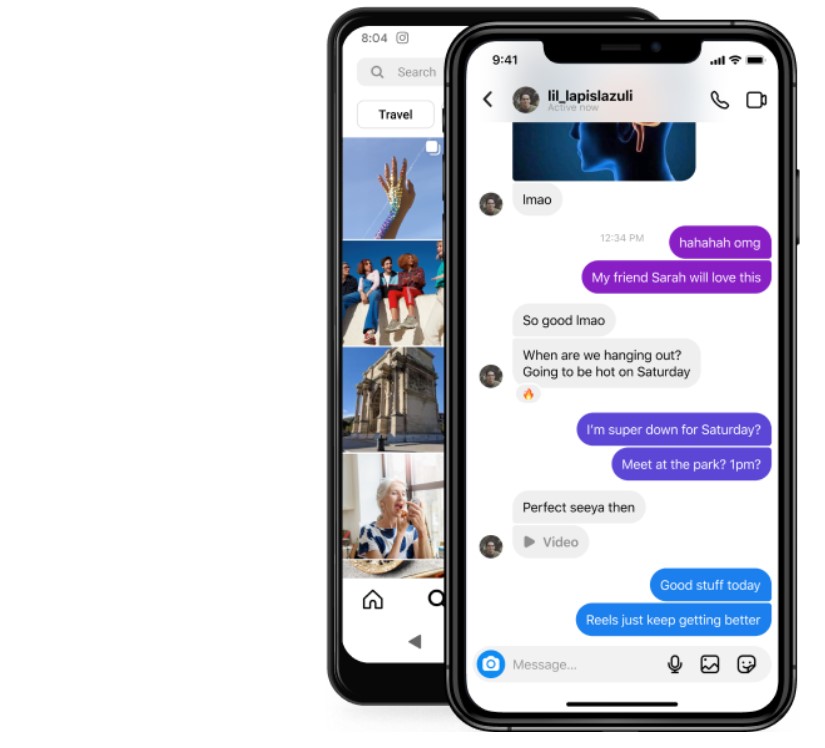 8:04
Search
Travel
9:41
lil_lapislazuli
Active now
lmao
12:34 PM
hahahah omg
My friend Sarah will love this
So good lmao
When are we hanging out?
Going to be hot on Saturday
I'm super down for Saturday?
Meet at the park? 1pm?
Perfect seeya then
Video
Good stuff today
Reels just keep getting better
Message...